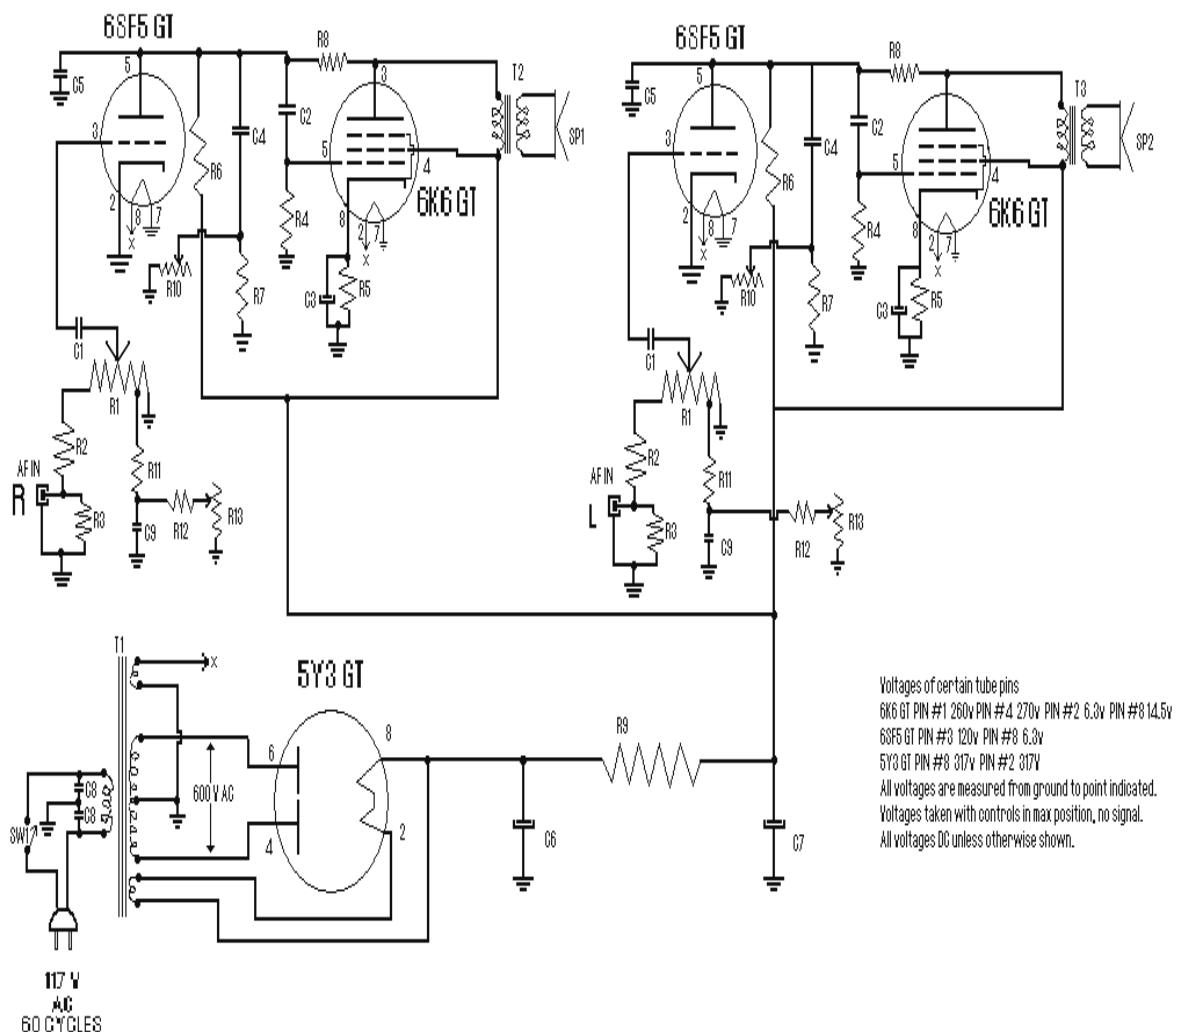 6SF5 GT
5
C5
3
2
8
7
X
R6
C4
C2
R8
3
5
4
8
2
7
X
6K6 GT
T2
SP1
R4
R10
R7
C3
R5
C1
R1
R2
R11
AF IN
R
R3
C9
R12
R13
6SF5 GT
5
C5
3
2
8
7
X
R6
C4
C2
R8
5
4
8
2
7
X
6K6 GT
T3
SP2
R4
R10
R7
C3
R5
C1
R1
R2
R11
AF IN
L
R3
C9
R12
R13
T1
X
5Y3 GT
6
8
4
2
600 V AC
C8
C8
SW1
R9
C6
C7
117 V
AC
60 CYCLES
Voltages of certain tube pins
6K6 GT PIN #1 260v PIN #4 270v PIN #2 6.3v PIN #8 14.5v
6SF5 GT PIN #3 120v PIN #8 6.3v
5Y3 GT PIN #8 317v PIN #2 317V
All voltages are measured from ground to point indicated.
Voltages taken with controls in max position, no signal.
All voltages DC unless otherwise shown.